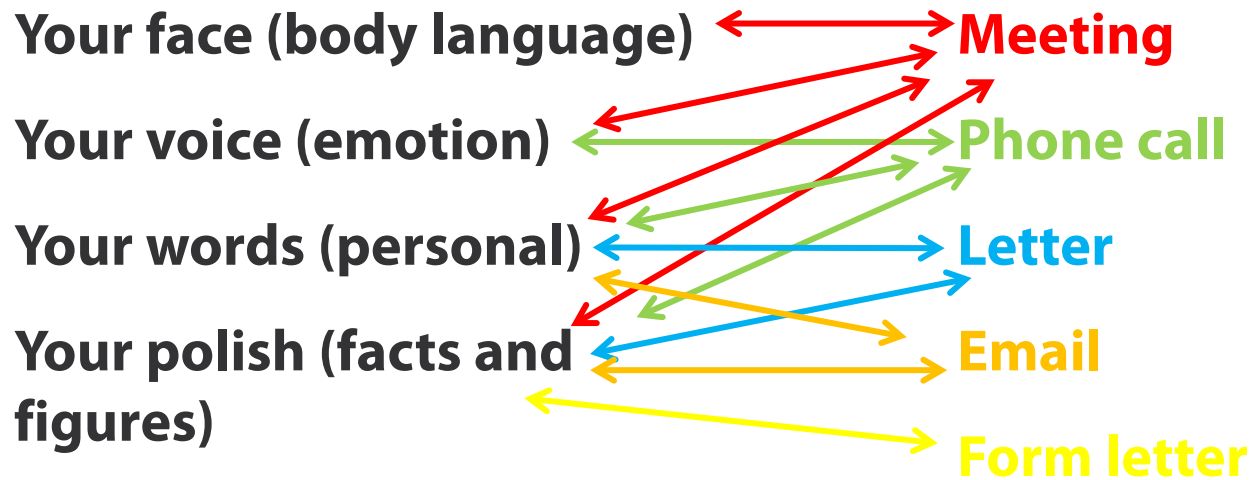 Your face (body language)
Meeting
Your voice (emotion)
Phone call
Your words (personal)
Letter
Your polish (facts and
figures)
Email
Form letter